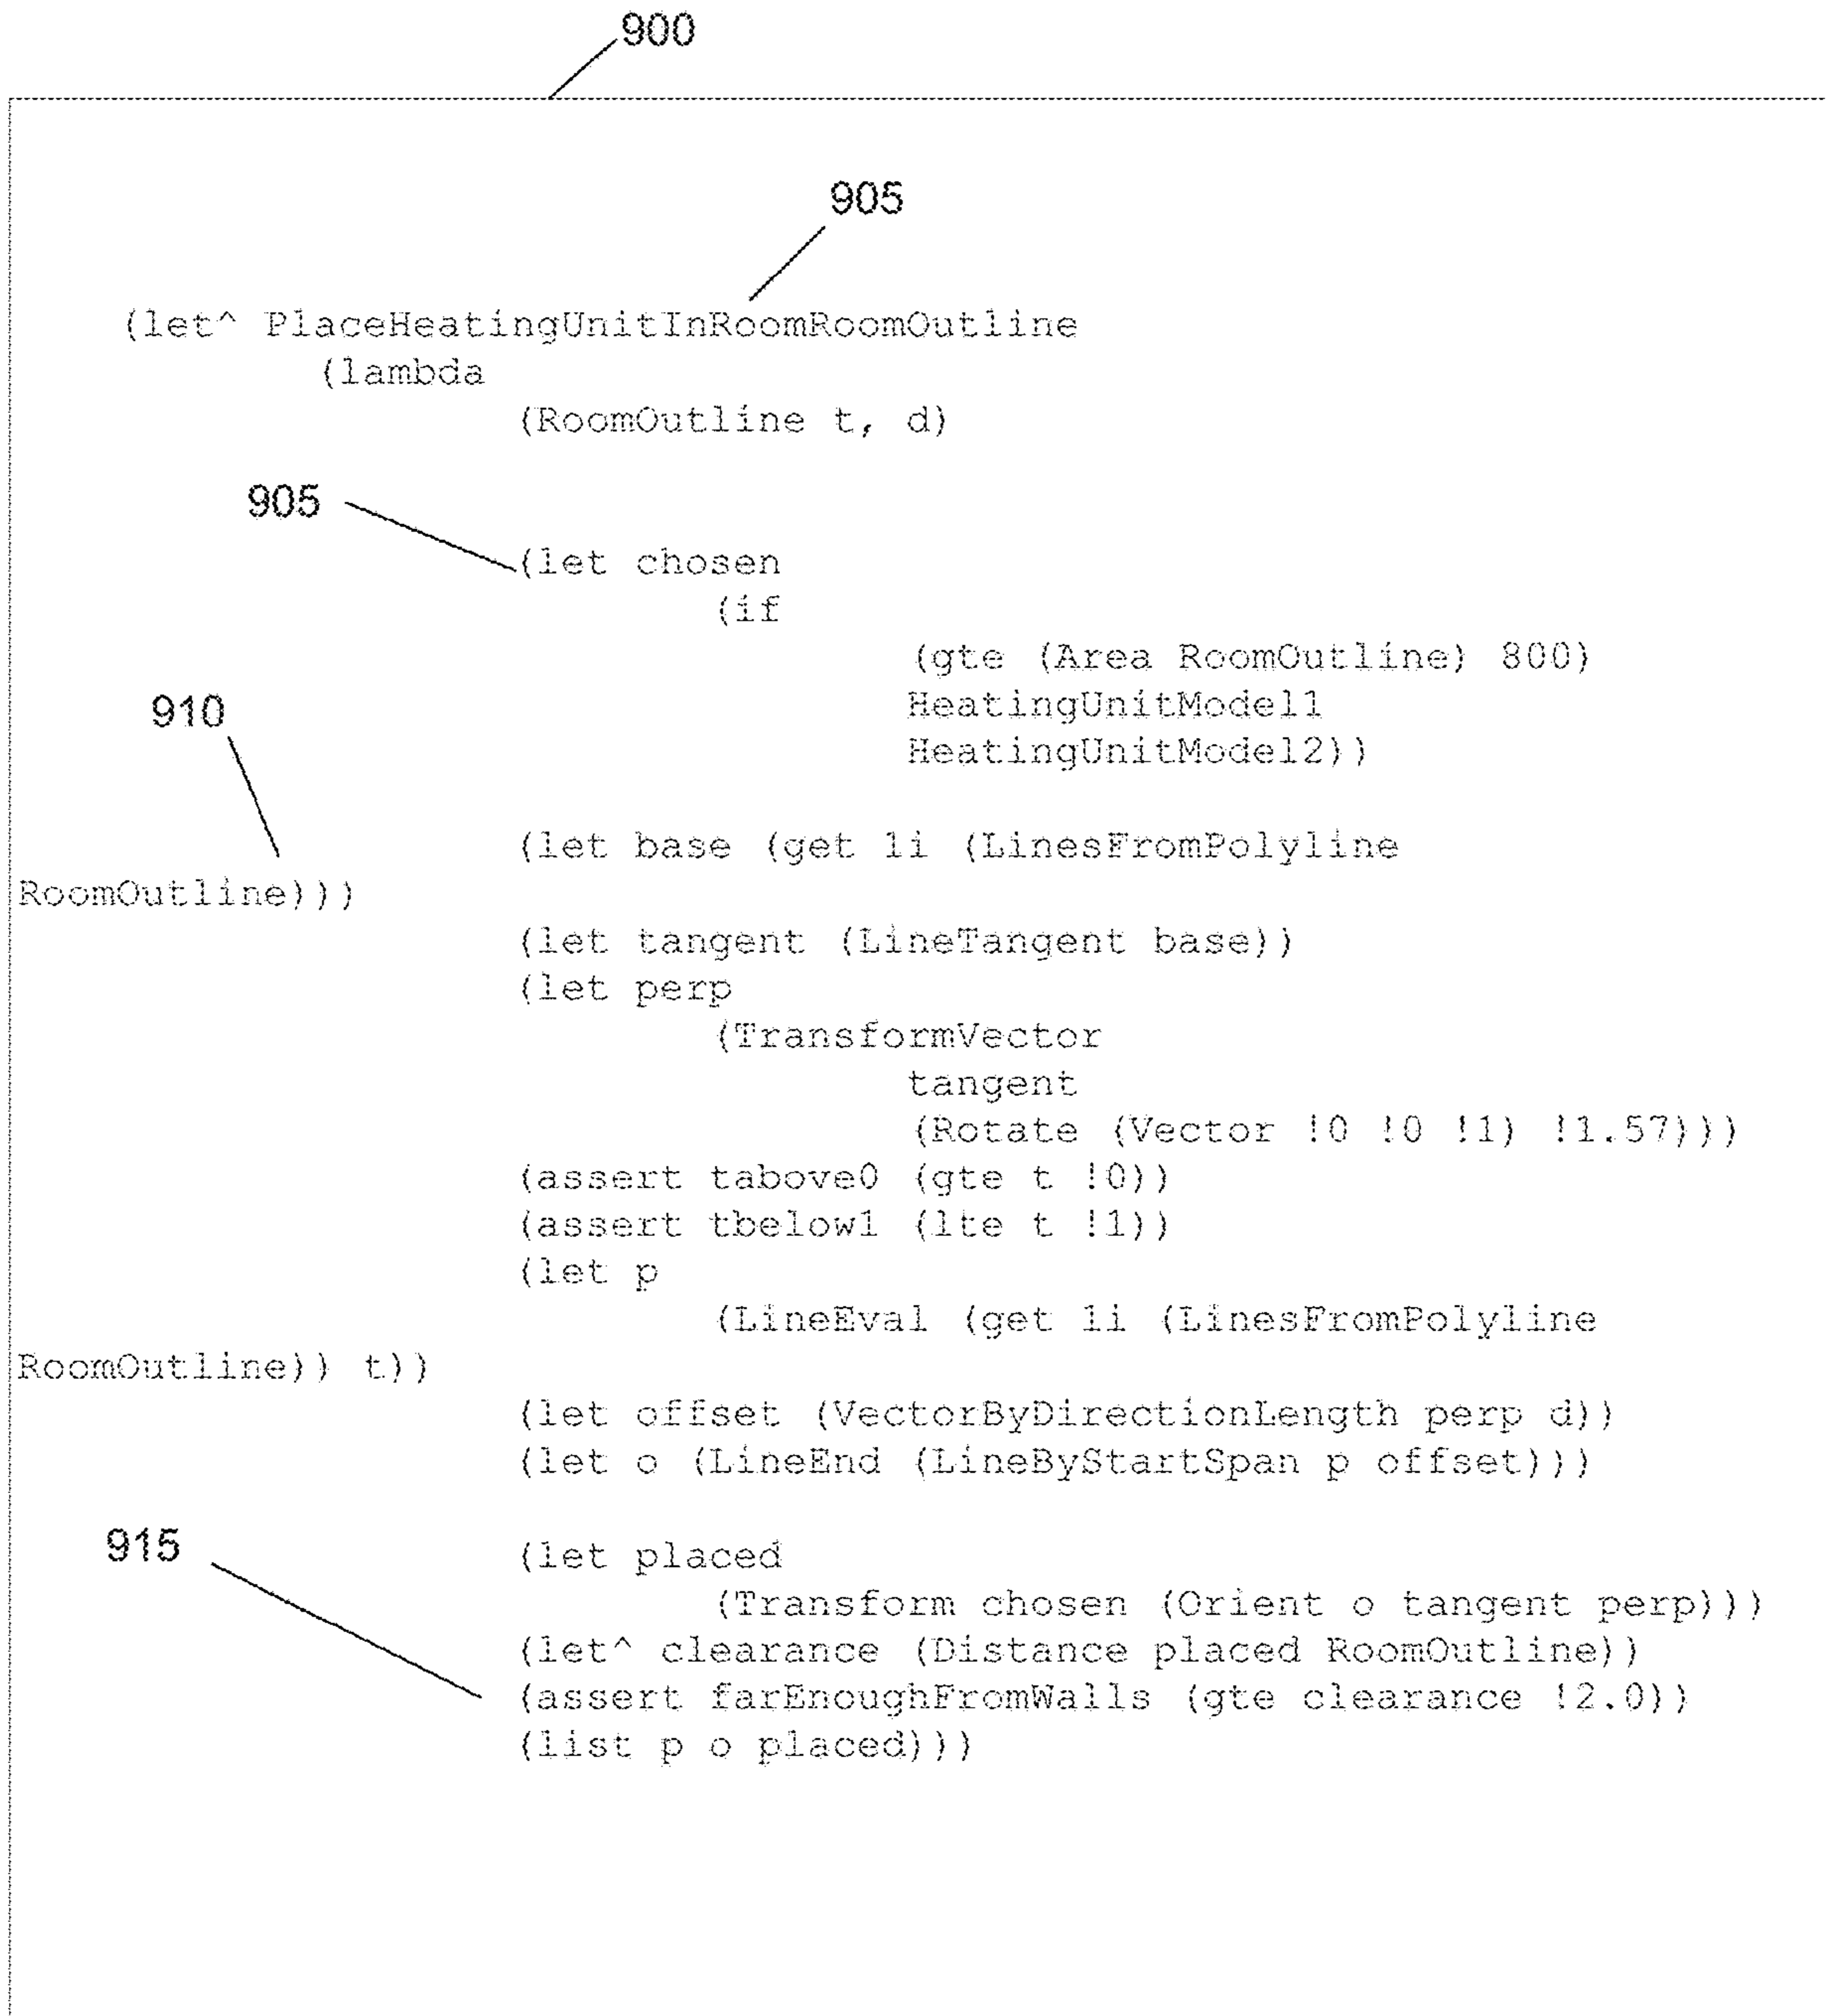 900
905
(let^ PlaceHeatingUnitInRoomRoomOutline
(lambda
(RoomOutline t, d)
905
(let chosen
(if
(gte (Area RoomOutline) 800)
HeatingUnitModel1
910
HeatingUnitModel2))
(let base (get li (LinesFromPolyline
RoomOutline)))
(let tangent (LineTangent base))
(let perp
(TransformVector
tangent
(Rotate (Vector !0 !0 !1) !1.57)))
(assert tabove0 (gte t !0))
(assert tbelow1 (lte t !1))
(let p
(LineEval (get li (LinesFromPolyline
RoomOutline)) t))
(let offset (VectorByDirectionLength perp d))
(let o (LineEnd (LineByStartSpan p offset)))
915
(let placed
(Transform chosen (Orient o tangent perp)))
(let^ clearance (Distance placed RoomOutline))
(assert farEnoughFromWalls (gte clearance !2.0))
(list p o placed)))